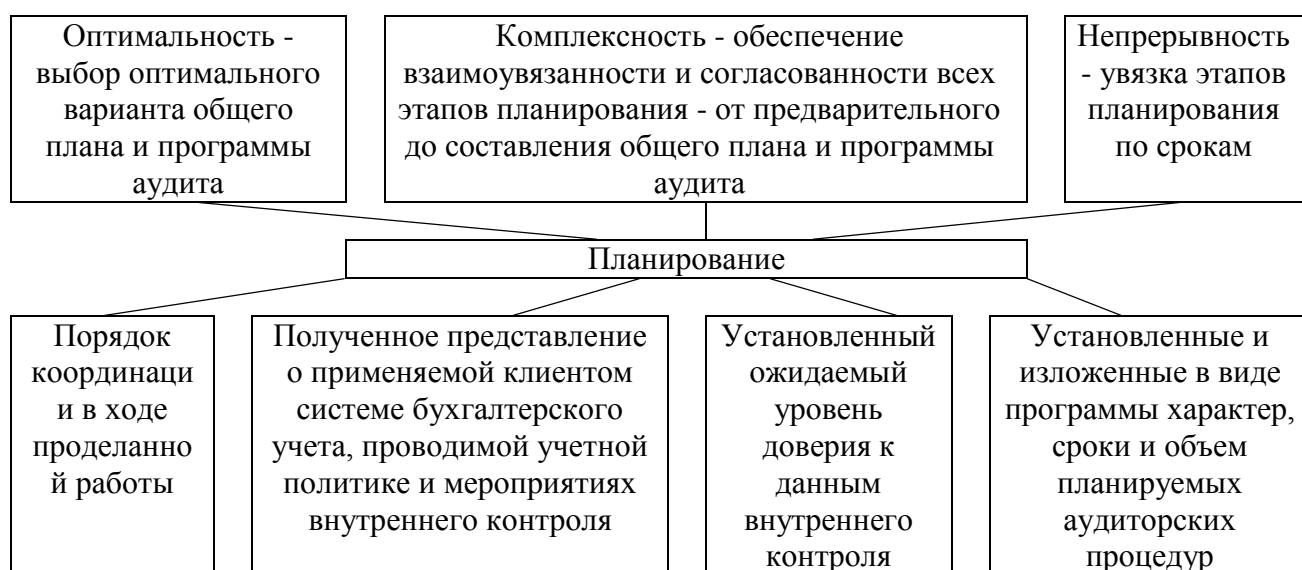 Оптимальность -
выбор оптимального
варианта общего
плана и программы
аудита
Комплексность - обеспечение
взаимоувязанности и согласованности всех
этапов планирования - от предварительного
до составления общего плана и программы
аудита
Непрерывность
- увязка этапов
планирования
по срокам
Планирование
Порядок
координаци
и в ходе
проделанно
й работы
Полученное представление
о применяемой клиентом
системе бухгалтерского
учета, проводимой учетной
политике и мероприятиях
внутреннего контроля
Установленный
ожидаемый
уровень
доверия к
данным
внутреннего
контроля
Установленные и
изложенные в виде
программы характер,
сроки и объем
планируемых
аудиторских
процедур